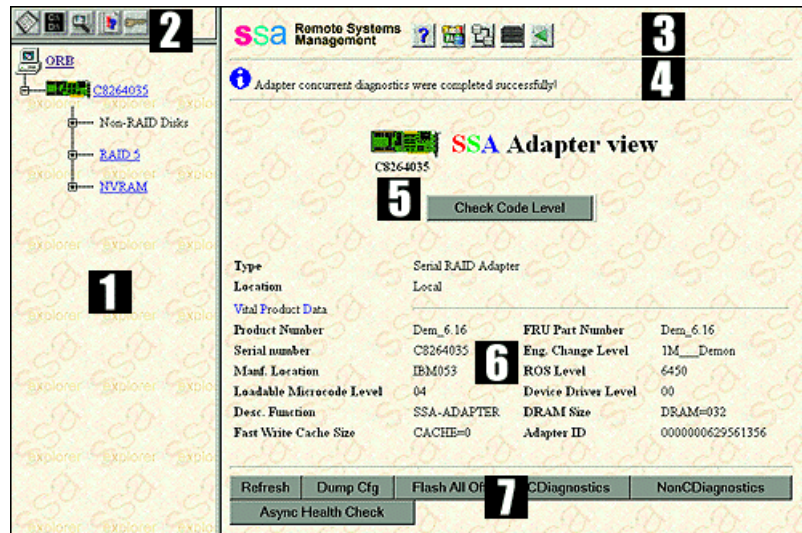 2
ORB
C8264035
Non-RAID Disks
RAID 5
NVRAM
1
ssa Remote Systems Management
3
4
Adapter concurrent diagnostics were completed successfully!
C8264035
SSA Adapter view
5
Check Code Level
Type Serial RAID Adapter
Location Local
Vital Product Data
Product Number Dem_6.16 FRU Part Number Dem_6.16
Serial number C8264035 Eng. Change Level 1M___Demon
Manf. Location IBM053 ROS Level 6450
Loadable Microcode Level 04 Device Driver Level 00
Desc. Function SSA-ADAPTER DRAM Size DRAM=032
Fast Write Cache Size CACHE=0 Adapter ID 0000000629561356
6
Refresh Dump Cfg Flash All Of CDiagnostics NonCDiagnostics
7
Async Health Check